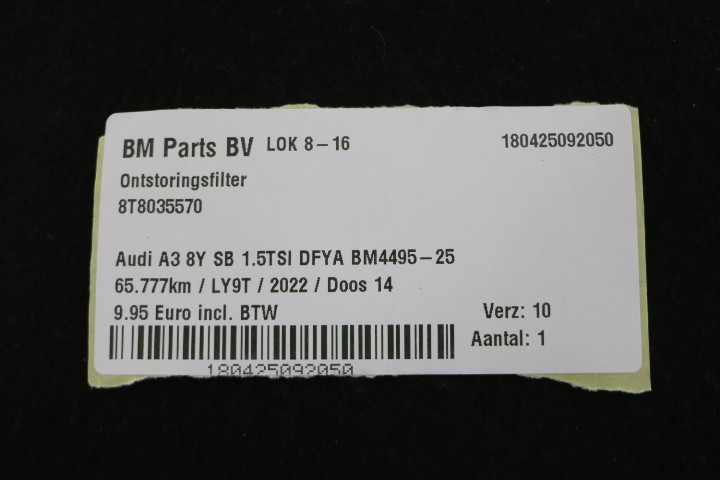 BM Parts BV LOK 8-16 180425092050
Ontstoringsfilter
8T8035570
Audi A3 8Y SB 1.5TSI DFYA BM4495-25
65.777km / LY9T / 2022 / Doos 14
9.95 Euro incl. BTW Verz: 10
Aantal: 1
180425092050